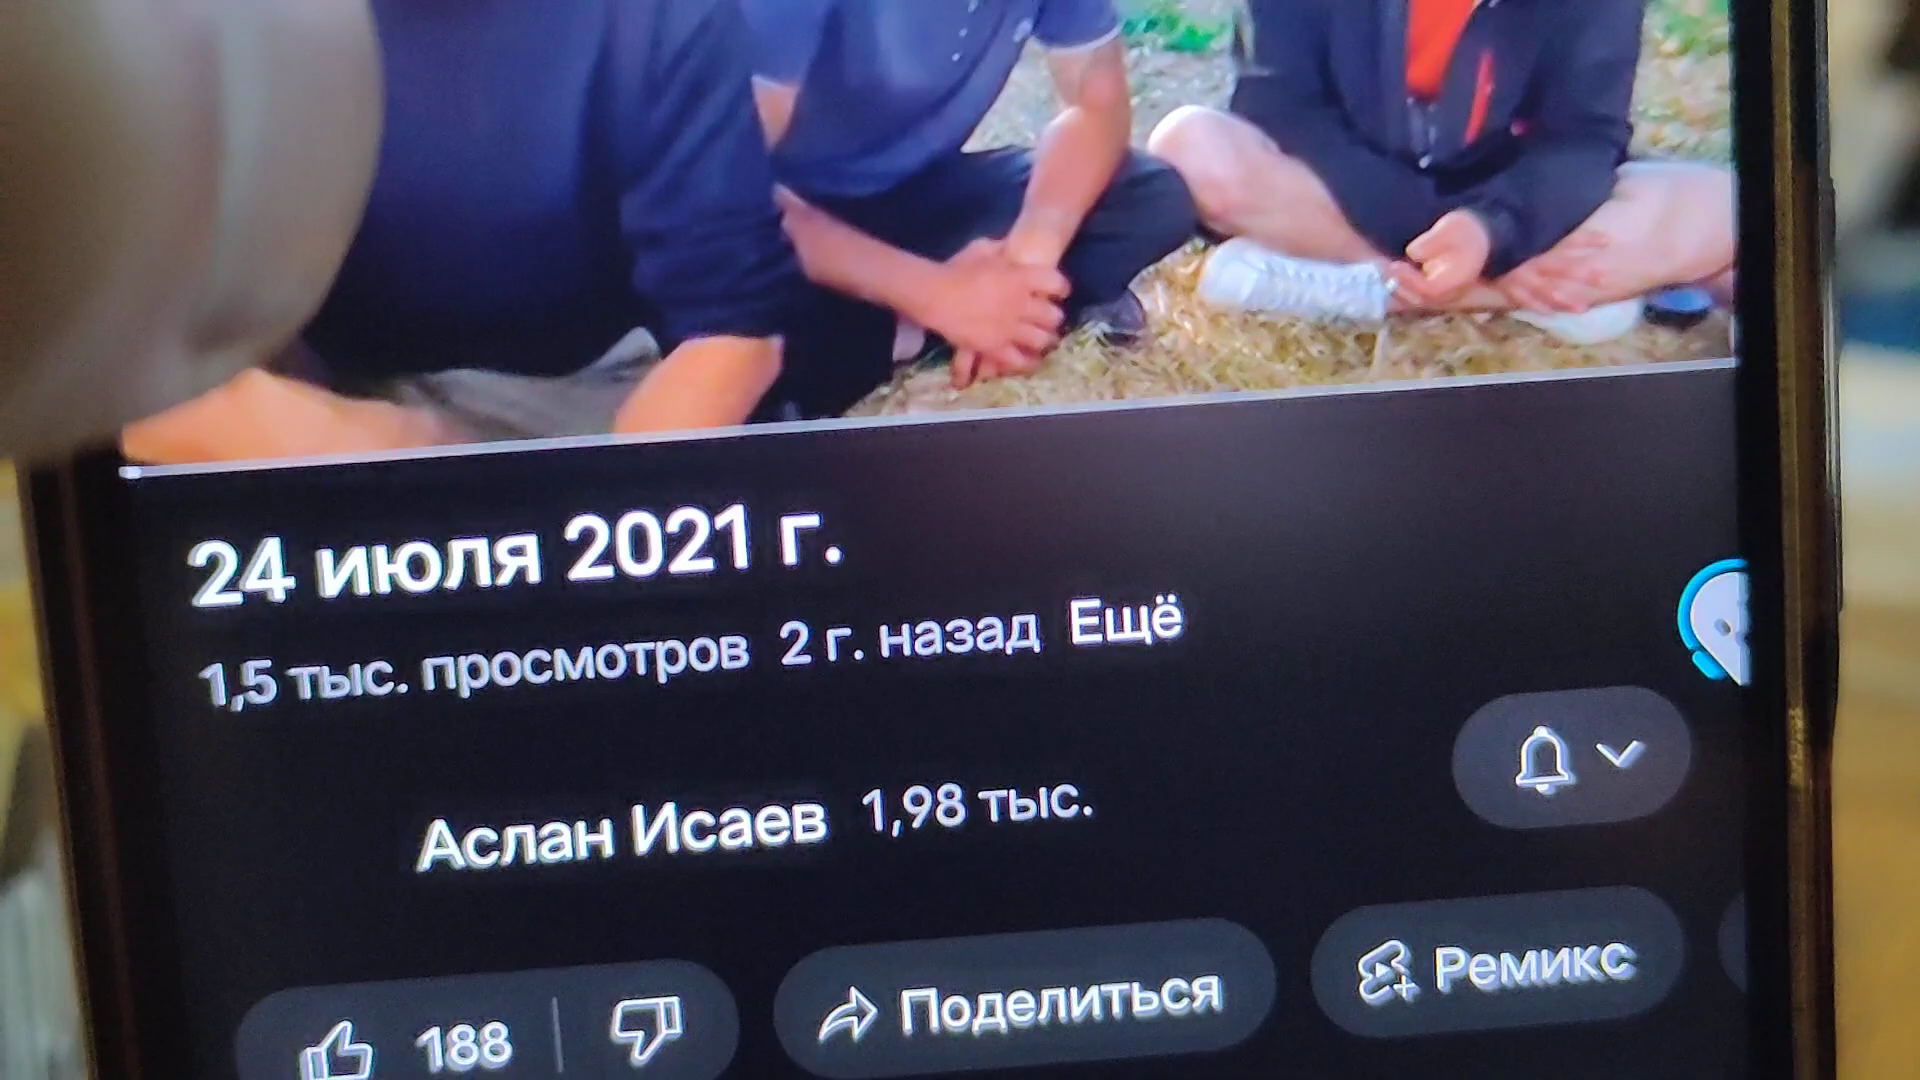 24 июля 2021 г.
1,5 тыс. просмотров 2 г. назад Ещё
Аслан Исаев 1,98 тыс.
188 Поделиться Ремикс